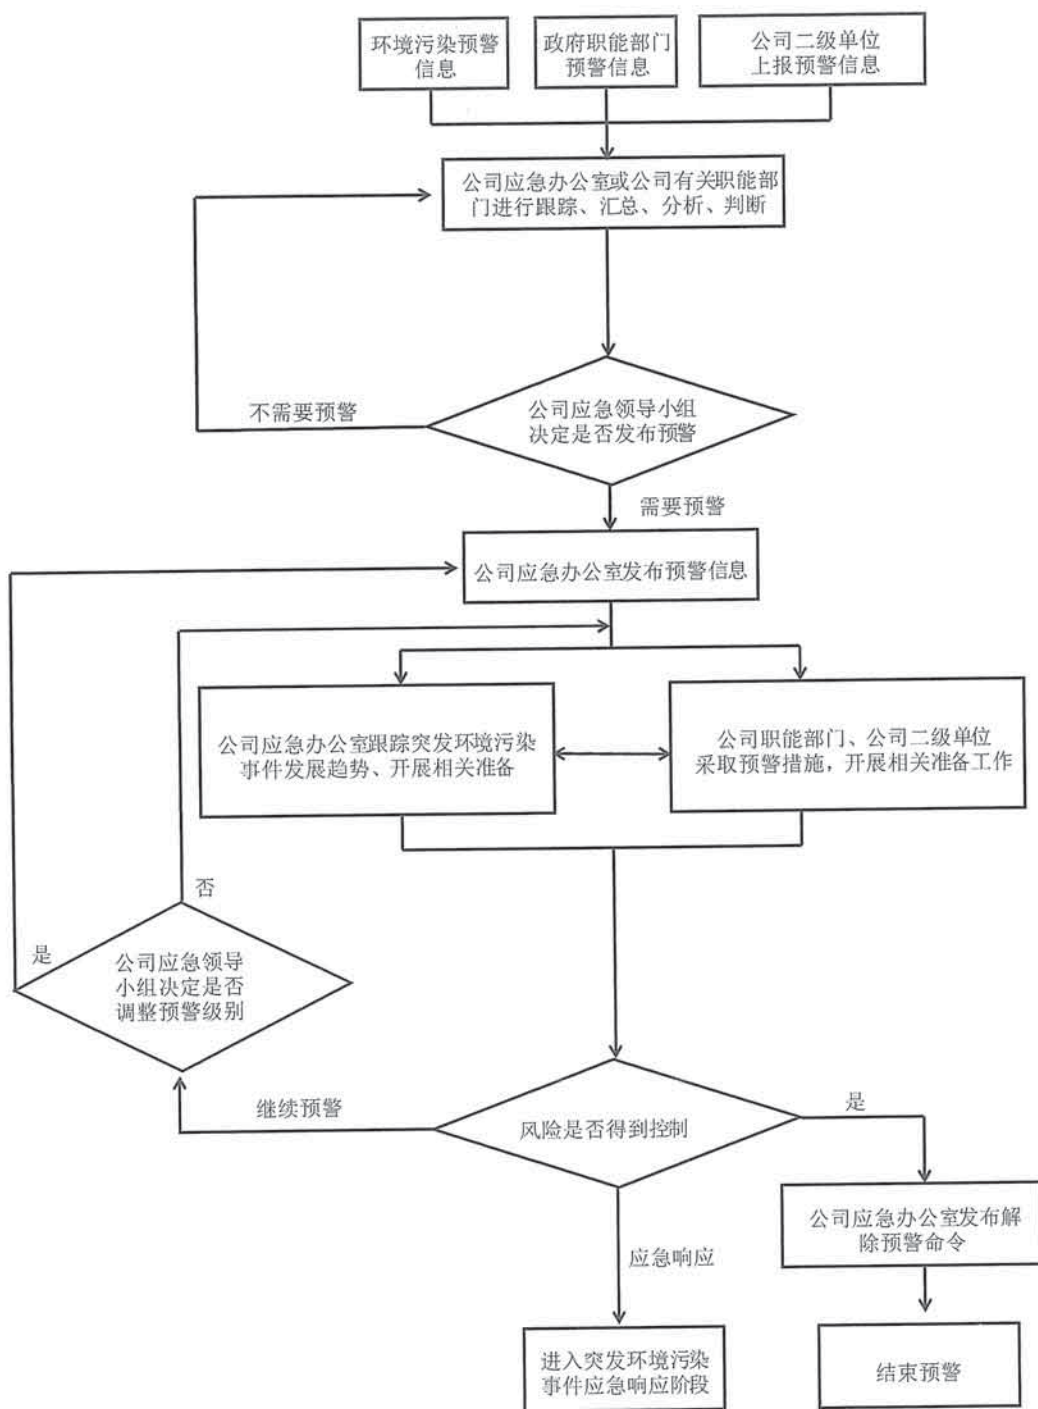 环境污染预警
信息
政府职能部门
预警信息
公司二级单位
上报预警信息
公司应急办公室或公司有关职能部
门进行跟踪、汇总、分析、判断
不需要预警
公司应急领导小组
决定是否发布预警
需要预警
公司应急办公室发布预警信息
公司应急办公室跟踪突发环境污染
事件发展趋势、开展相关准备
公司职能部门、公司二级单位
采取预警措施，开展相关准备工作
否
是
公司应急领导
小组决定是否
调整预警级别
继续预警
风险是否得到控制
是
公司应急办公室发布解
除预警命令
应急响应
进入突发环境污染
事件应急响应阶段
结束预警